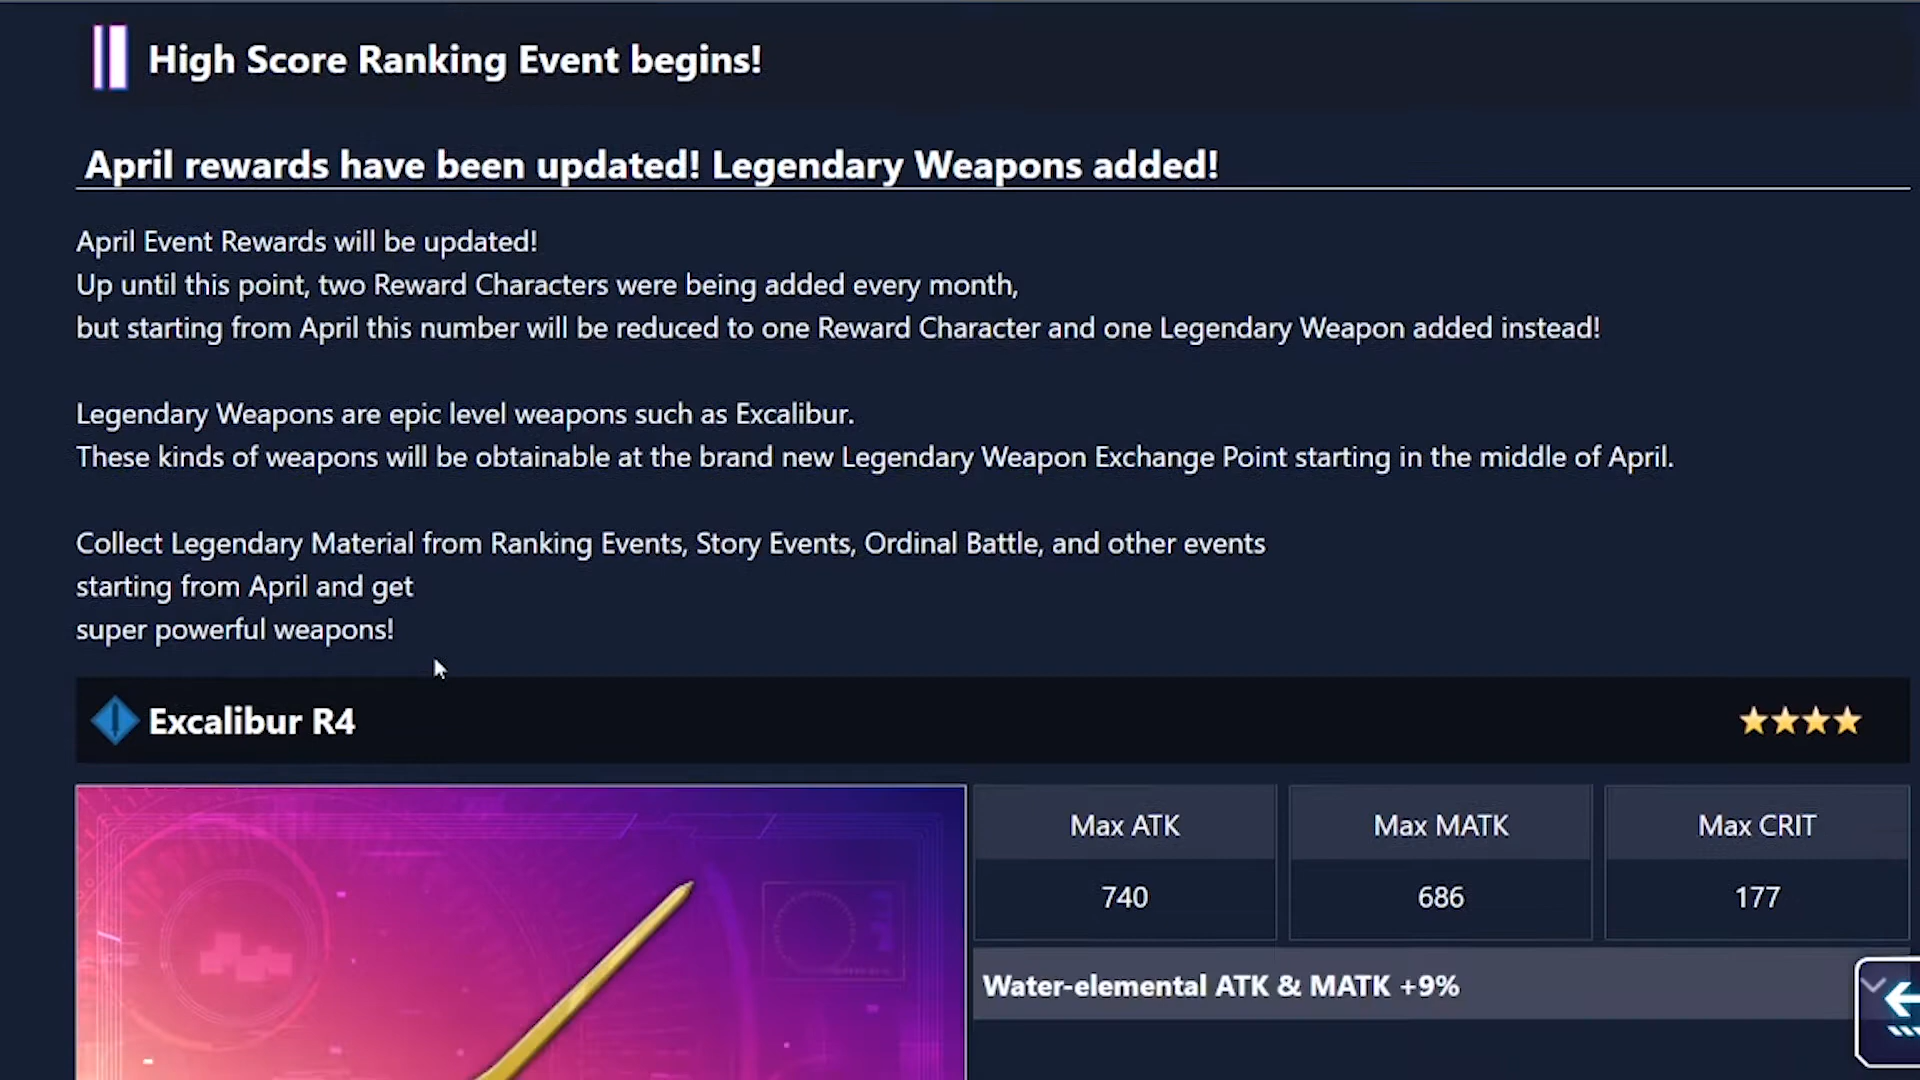 High Score Ranking Event begins!
April rewards have been updated! Legendary Weapons added!
April Event Rewards will be updated!
Up until this point, two Reward Characters were being added every month,
but starting from April this number will be reduced to one Reward Character and one Legendary Weapon added instead!
Legendary Weapons are epic level weapons such as Excalibur.
These kinds of weapons will be obtainable at the brand new Legendary Weapon Exchange Point starting in the middle of April.
Collect Legendary Material from Ranking Events, Story Events, Ordinal Battle, and other events
starting from April and get
super powerful weapons!
Excalibur R4
Max ATK
Max MATK
Max CRIT
740
686
177
Water-elemental ATK & MATK +9%